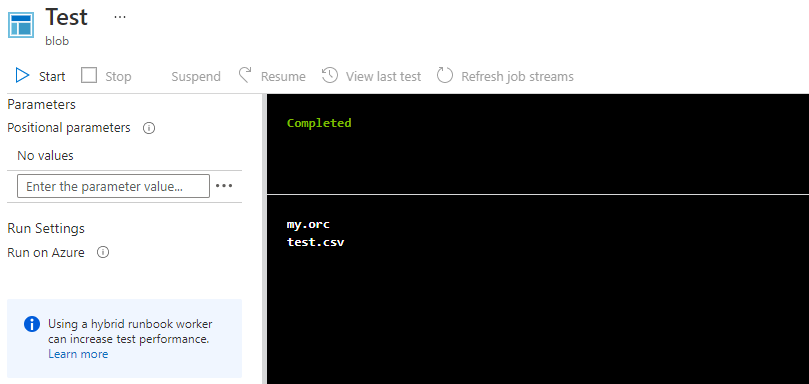 Test ...
blob
Start Stop Suspend Resume View last test Refresh job streams
Parameters
Positional parameters
No values
Enter the parameter value...
Run Settings
Run on Azure
Using a hybrid runbook worker
can increase test performance.
Learn more
Completed
my.orc
test.csv